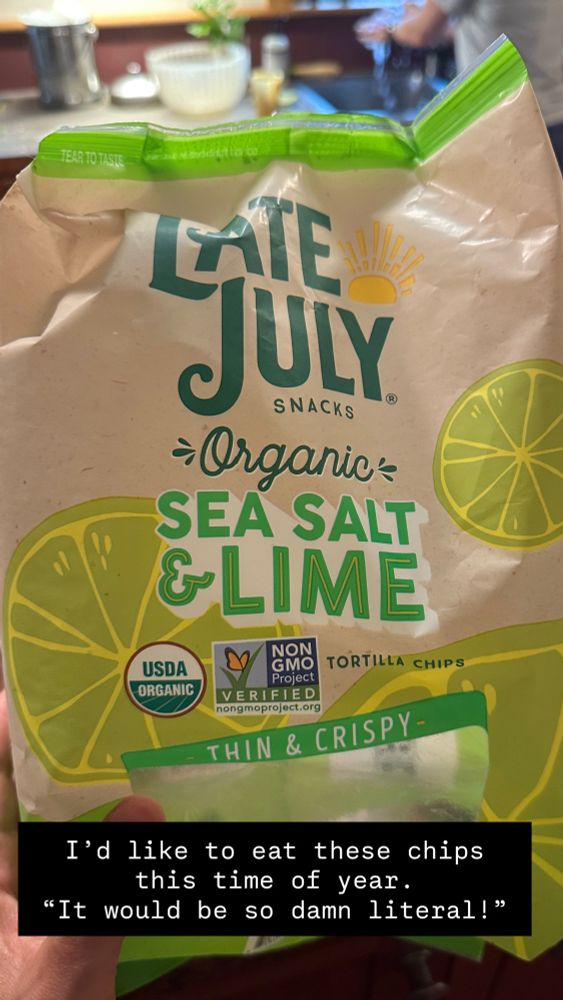 TEAR TO TASTE
LATE
JULY®
SNACKS
Organic
SEA SALT
& LIME
USDA
ORGANIC
NON
GMO
Project
VERIFIED
nongmoproject.org
TORTILLA CHIPS
- THIN & CRISPY -
I’d like to eat these chips
this time of year.
“It would be so damn literal!”